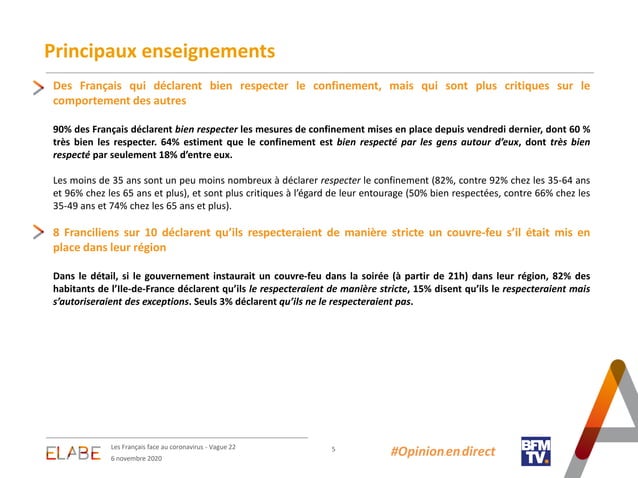 Principaux enseignements
Des Français qui déclarent bien respecter le confinement, mais qui sont plus critiques sur le
comportement des autres
90% des Français déclarent bien respecter les mesures de confinement mises en place depuis vendredi dernier, dont 60 %
très bien les respecter. 64% estiment que le confinement est bien respecté par les gens autour d’eux, dont très bien
respecté par seulement 18% d’entre eux.
Les moins de 35 ans sont un peu moins nombreux à déclarer respecter le confinement (82%, contre 92% chez les 35-64 ans
et 96% chez les 65 ans et plus), et sont plus critiques à l’égard de leur entourage (50% bien respectées, contre 66% chez les
35-49 ans et 74% chez les 65 ans et plus).
8 Franciliens sur 10 déclarent qu’ils respecteraient de manière stricte un couvre-feu s’il était mis en
place dans leur région
Dans le détail, si le gouvernement instaurait un couvre-feu dans la soirée (à partir de 21h) dans leur région, 82% des
habitants de l’Ile-de-France déclarent qu’ils le respecteraient de manière stricte, 15% disent qu’ils le respecteraient mais
s’autoriseraient des exceptions. Seuls 3% déclarent qu’ils ne le respecteraient pas.
ELABE
Les Français face au coronavirus - Vague 22
6 novembre 2020
5
#Opinionendirect
BFM
TV.